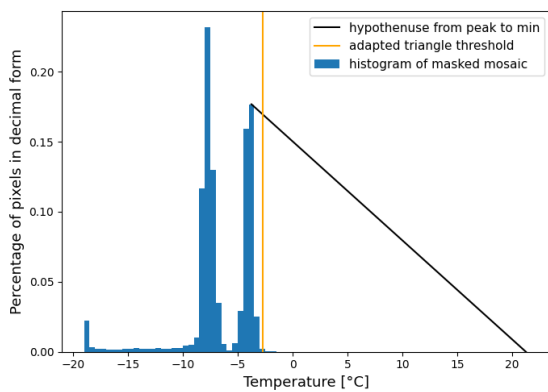 hypothenuse from peak to min
adapted triangle threshold
histogram of masked mosaic
Percentage of pixels in decimal form
0.20
0.15
0.10
0.05
0.00
−20 −15 −10 −5 0 5 10 15 20
Temperature [°C]